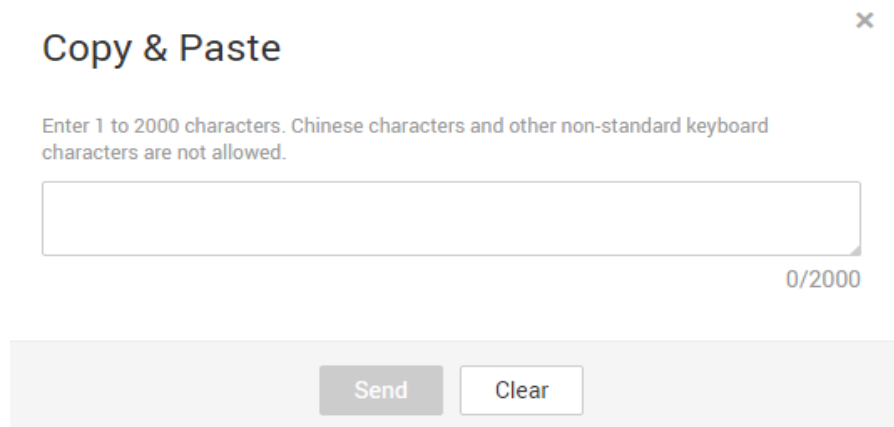 ×
Copy & Paste
Enter 1 to 2000 characters. Chinese characters and other non-standard keyboard
characters are not allowed.
0/2000
Send Clear